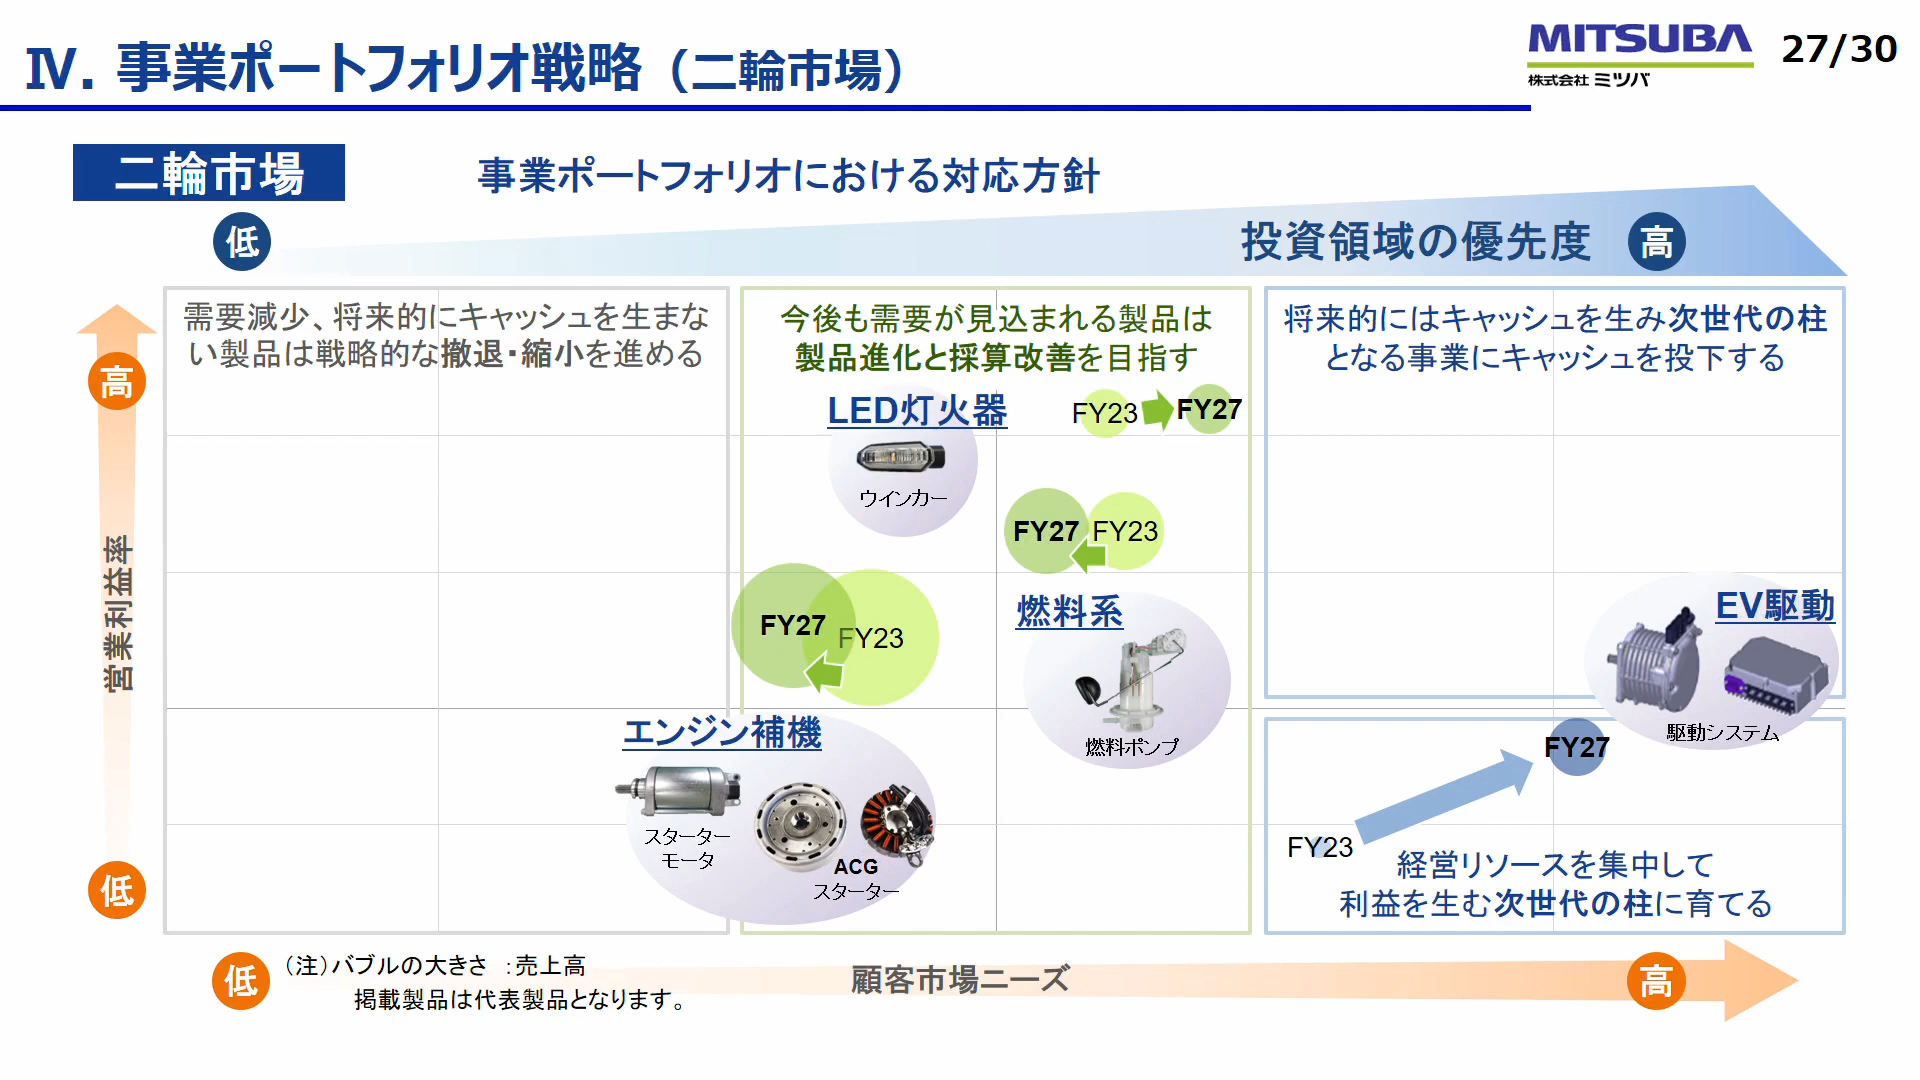 Ⅳ. 事業ポートフォリオ戦略（二輪市場）
MITSUBA
株式会社 ミツバ
27/30
二輪市場
事業ポートフォリオにおける対応方針
低
投資領域の優先度
高
需要減少、将来的にキャッシュを生まな
い製品は戦略的な撤退・縮小を進める
今後も需要が見込まれる製品は
製品進化と採算改善を目指す
将来的にはキャッシュを生み次世代の柱
となる事業にキャッシュを投下する
高
営業利益率
低
LED灯火器
ウインカー
FY23
FY27
FY27
FY23
FY27
FY23
燃料系
燃料ポンプ
EV駆動
駆動システム
エンジン補機
スターター
モータ
ACG
スターター
FY27
FY23
経営リソースを集中して
利益を生む次世代の柱に育てる
低
（注）バブルの大きさ ：売上高
掲載製品は代表製品となります。
顧客市場ニーズ
高